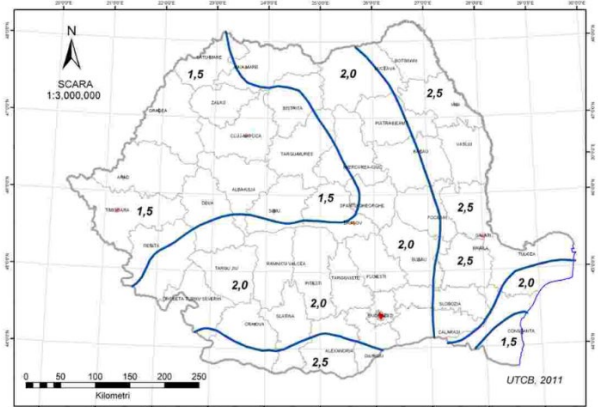 N
SCARA
1:3,000,000
SATU MARE
BAIA MARE
1,5
2,0
SUCEAVA
BOTOSANI
2,5
IASI
ORADEA
ZALAU
BISTRITA
CLUJ-NAPOCA
PIATRA NEAMT
VASLUI
TARGU MURES
MIERCUREA-CIUC
BACAU
ARAD
ALBA IULIA
TIMISOARA
1,5
DEVA
SIBIU
1,5
SFANTU GHEORGHE
BRASOV
FOCSANI
2,5
GALATI
RESITA
2,0
BRAILA
2,5
TULCEA
TARGU JIU
RAMNICU VALCEA
BUZAU
PITESTI
TARGOVISTE
PLOIESTI
2,0
DROBETA TURNU SEVERIN
2,0
2,0
SLOBOZIA
CRAIOVA
SLATINA
BUCURESTI
CALARASI
CONSTANTA
1,5
ALEXANDRIA
GIURGIU
2,5
0 50 100 150 200 250
Kilometri
UTCB, 2011